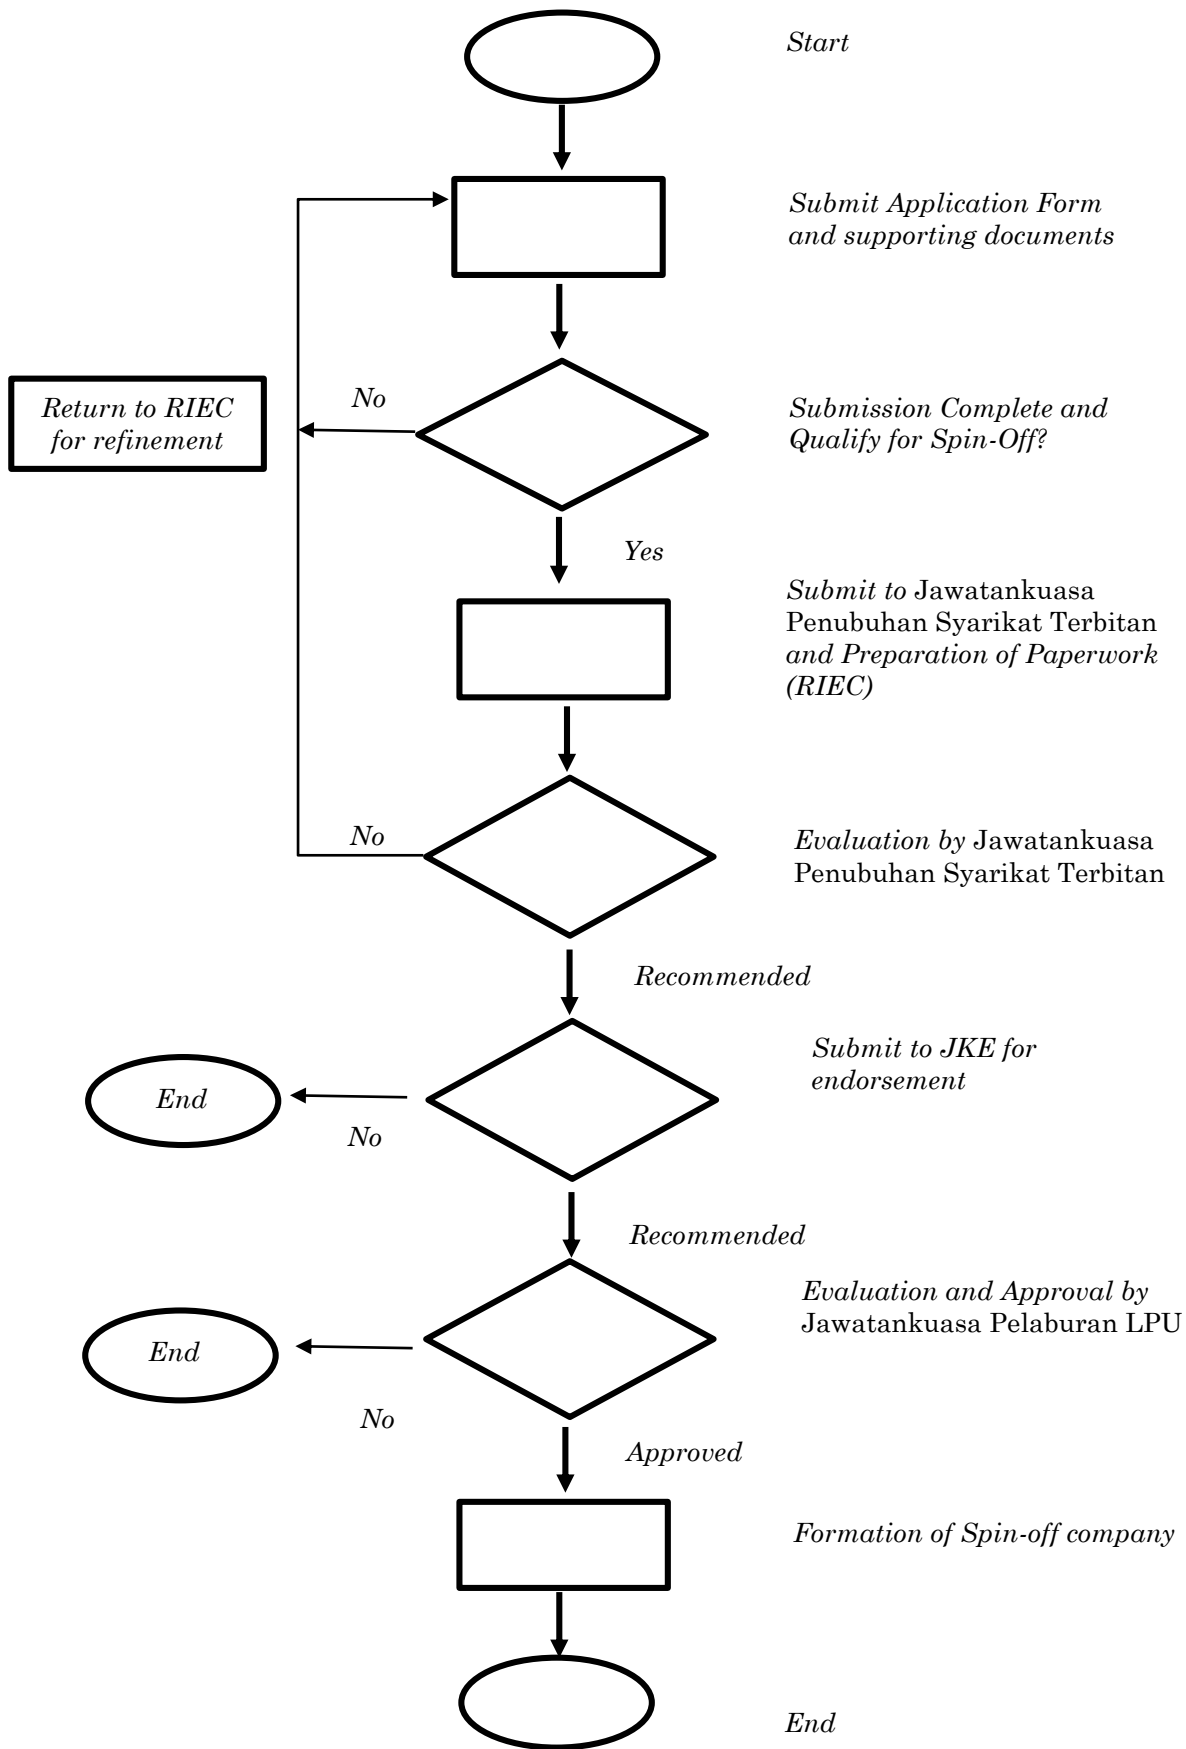 Start
Submit Application Form
and supporting documents
No
Return to RIEC
for refinement
Submission Complete and
Qualify for Spin-Off?
Yes
Submit to Jawatankuasa
Penubuhan Syarikat Terbitan
and Preparation of Paperwork
(RIEC)
No
Evaluation by Jawatankuasa
Penubuhan Syarikat Terbitan
Recommended
Submit to JKE for
endorsement
End
No
Recommended
Evaluation and Approval by
Jawatankuasa Pelaburan LPU
End
No
Approved
Formation of Spin-off company
End